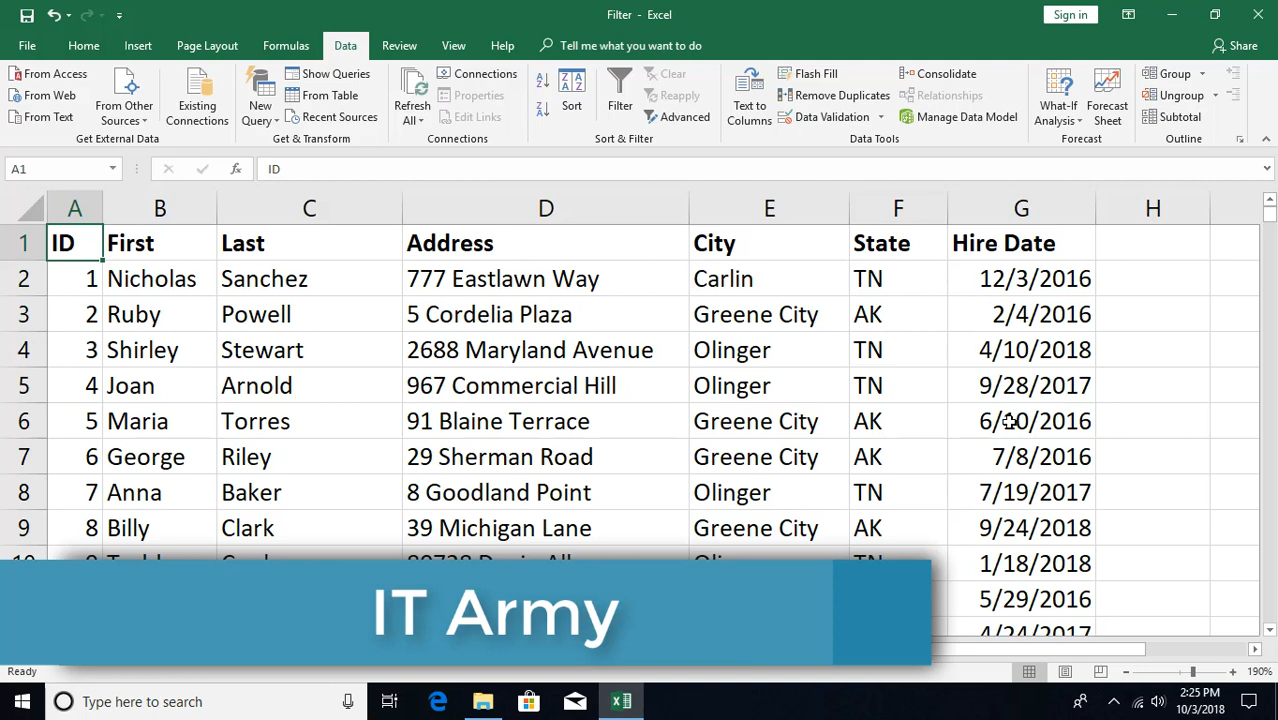 Filter - Excel
Sign in
File Home Insert Page Layout Formulas Data Review View Help Tell me what you want to do Share
From Access
From Web
From Text
From Other Sources
Existing Connections
Get External Data
New Query
Show Queries
From Table
Recent Sources
Get & Transform
Refresh All
Connections
Properties
Edit Links
Connections
Sort
Filter
Clear
Reapply
Advanced
Sort & Filter
Text to Columns
Flash Fill
Remove Duplicates
Data Validation
Consolidate
Relationships
Manage Data Model
Data Tools
What-If Analysis
Forecast Sheet
Forecast
Group
Ungroup
Subtotal
Outline
A1 fx ID
A B C D E F G H
1 ID First Last Address City State Hire Date
2 1 Nicholas Sanchez 777 Eastlawn Way Carlin TN 12/3/2016
3 2 Ruby Powell 5 Cordelia Plaza Greene City AK 2/4/2016
4 3 Shirley Stewart 2688 Maryland Avenue Olinger TN 4/10/2018
5 4 Joan Arnold 967 Commercial Hill Olinger TN 9/28/2017
6 5 Maria Torres 91 Blaine Terrace Greene City AK
7 6 George Riley 29 Sherman Road Greene City AK 7/8/2016
8 7 Anna Baker 8 Goodland Point Olinger TN 7/19/2017
9 8 Billy Clark 39 Michigan Lane Greene City AK 9/24/2018
1/18/2018
5/29/2016
4/24/2017
IT Army
Ready
190%
Type here to search
2:25 PM
10/3/2018